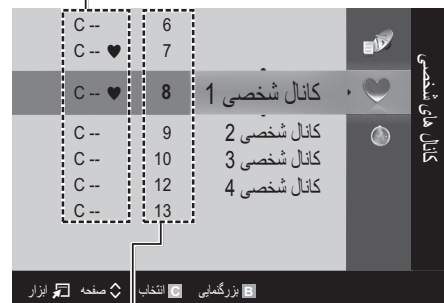 کانال های شخصی
6 C --
7 ♥ C --
کانال شخصی 1 8 ♥ C --
کانال شخصی 2 9 C --
کانال شخصی 3 10 C --
کانال شخصی 4 12 C --
13 C --
B بزرگنمایی C انتخاب صفحه ابزار